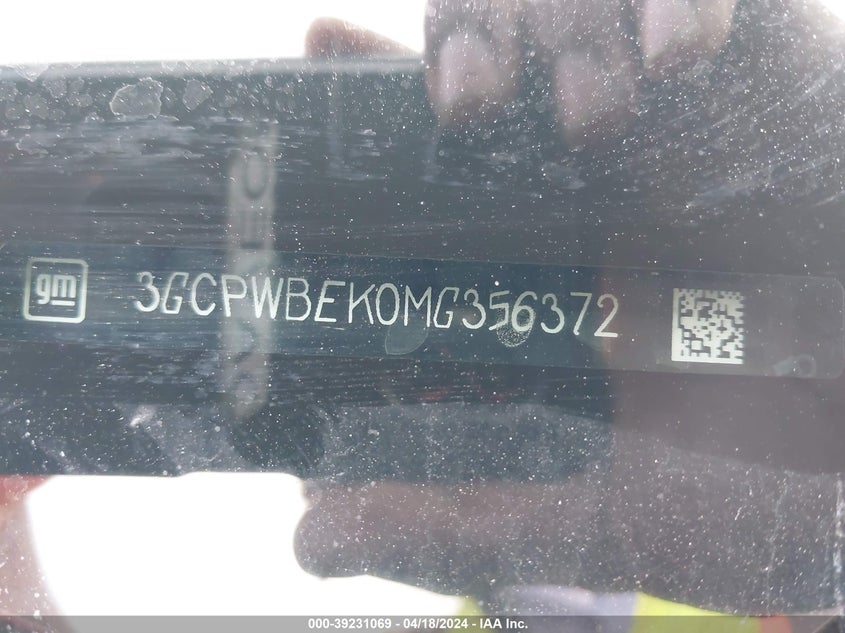 gm 3GCPWBEK0MG356372
000-39231069 | 04/18/2024 - IAA Inc.